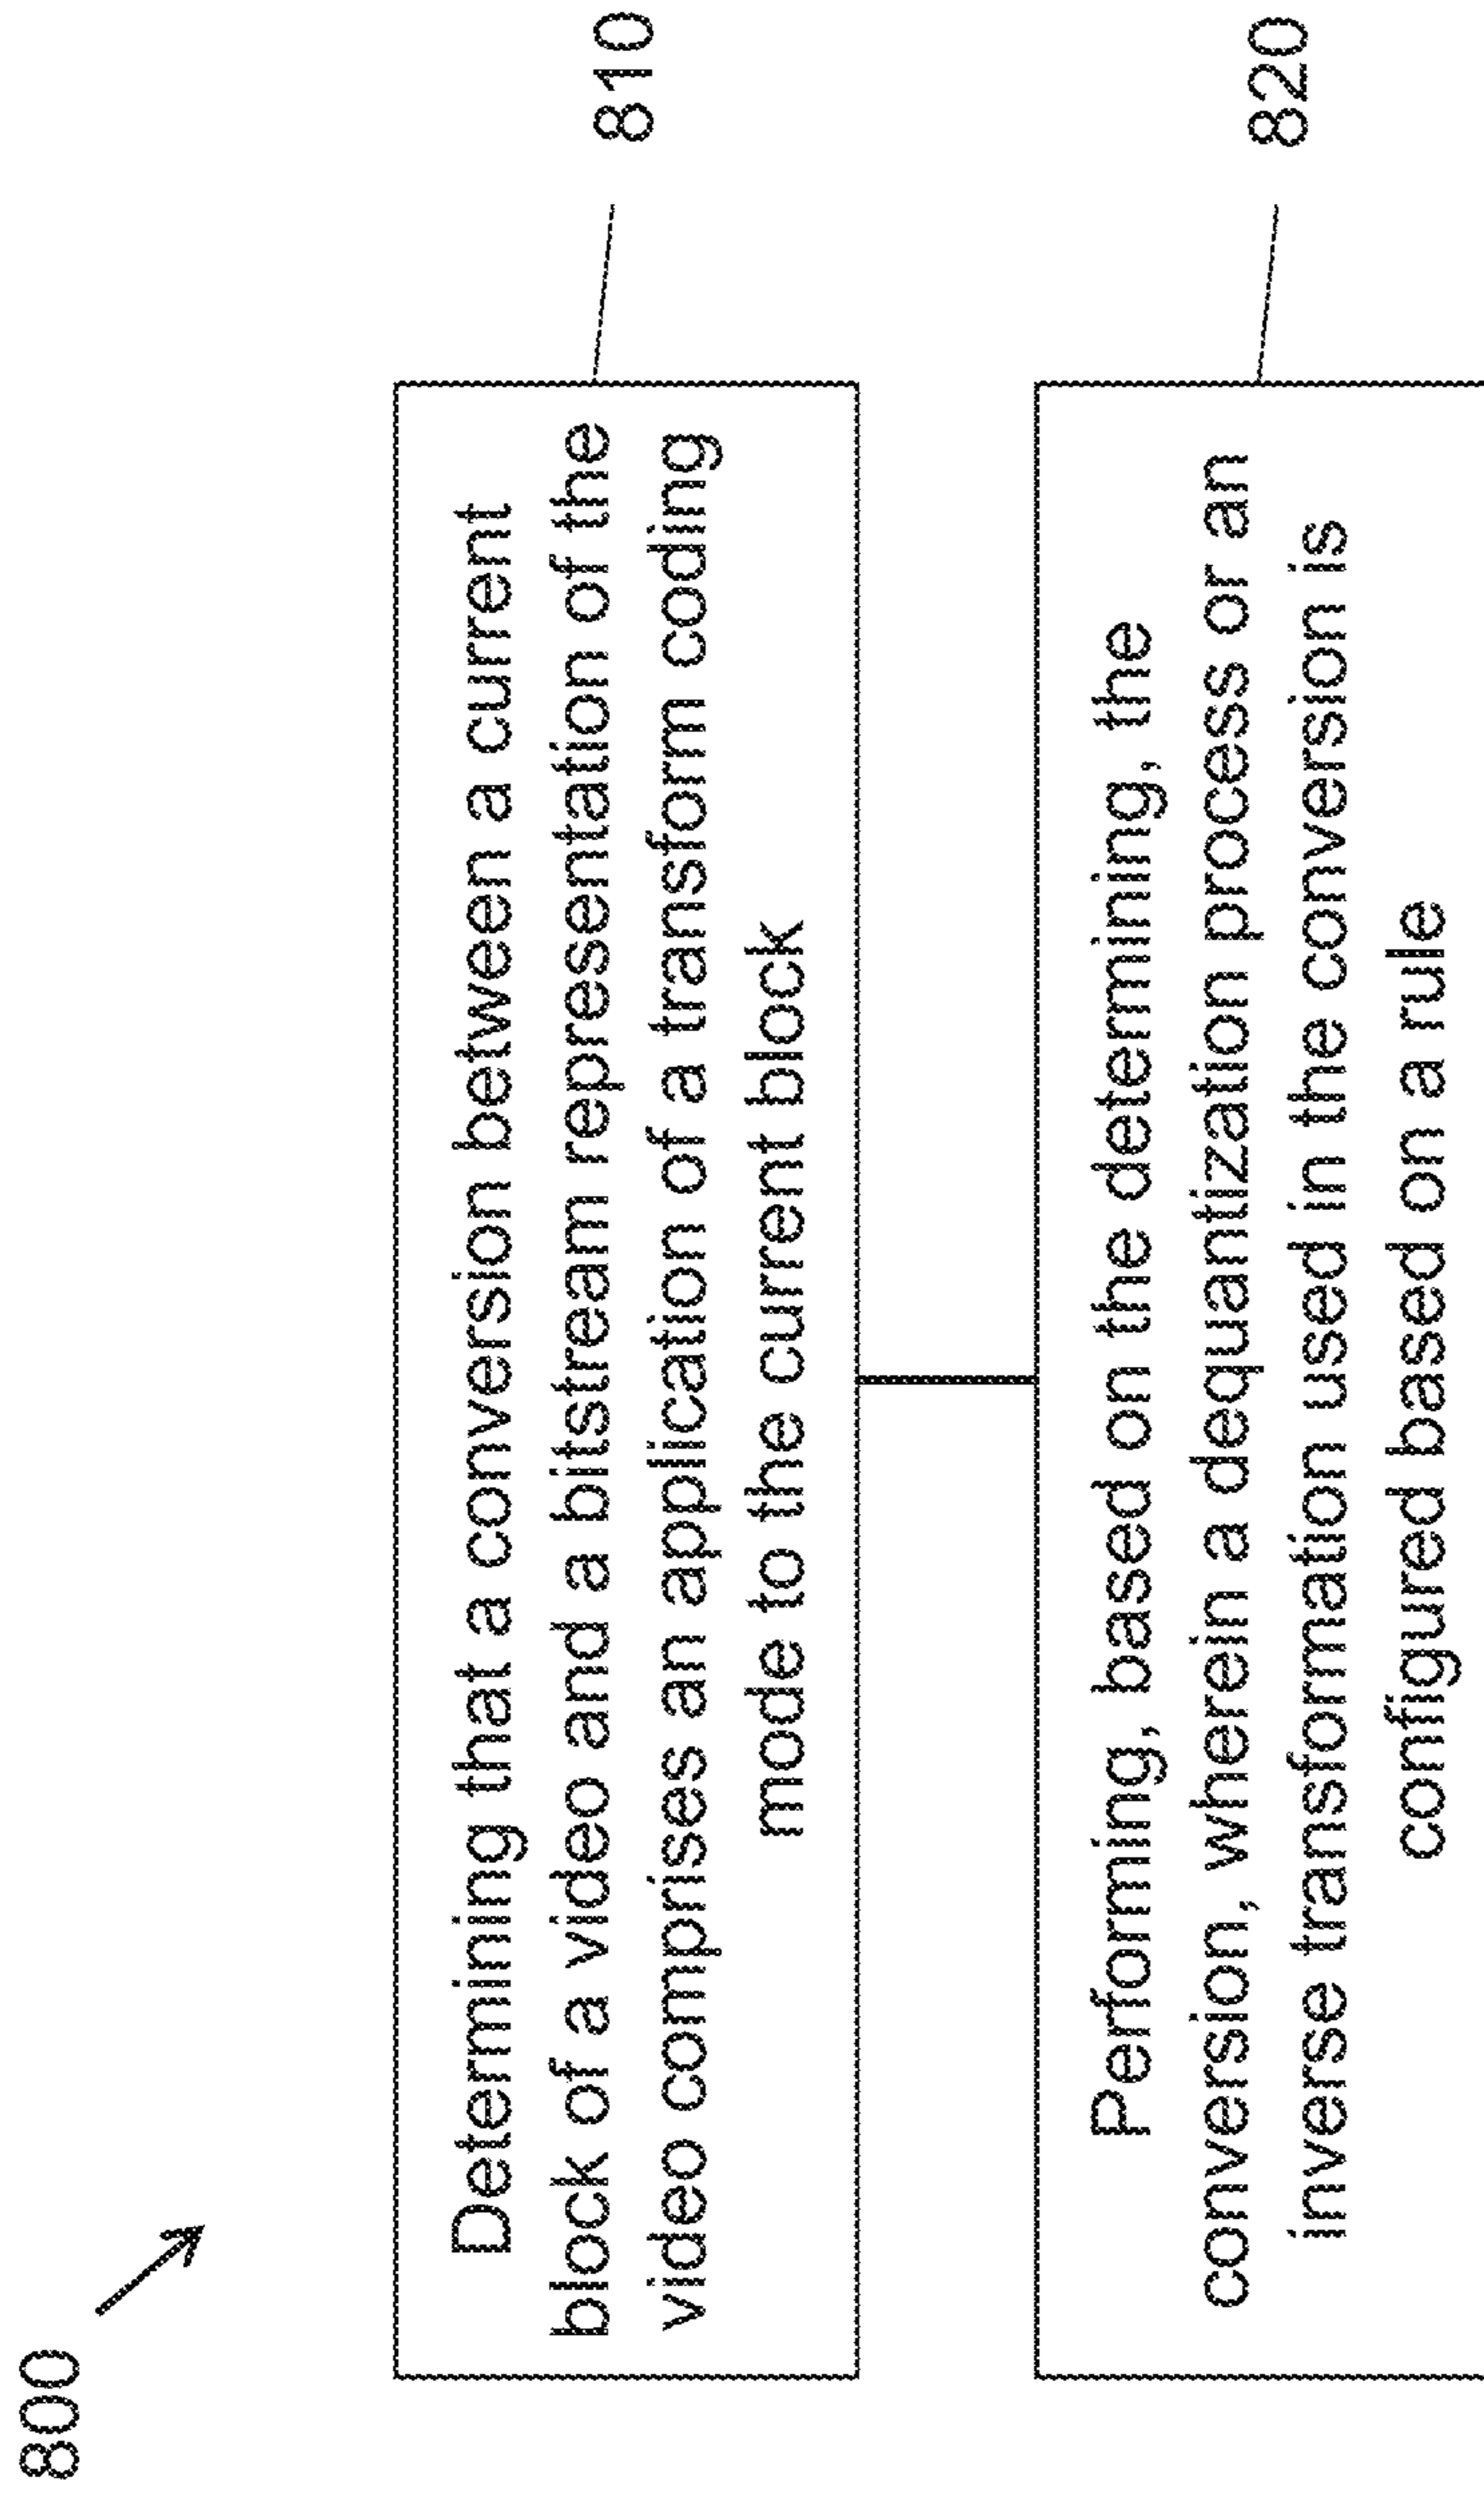 800
Determining that a conversion between a current
block of a video and a bitstream representation of the
video comprises an application of a transform coding
mode to the current block
810
Performing, based on the determining, the
conversion, wherein a dequantization process or an
inverse transformation used in the conversion is
configured based on a rule
820